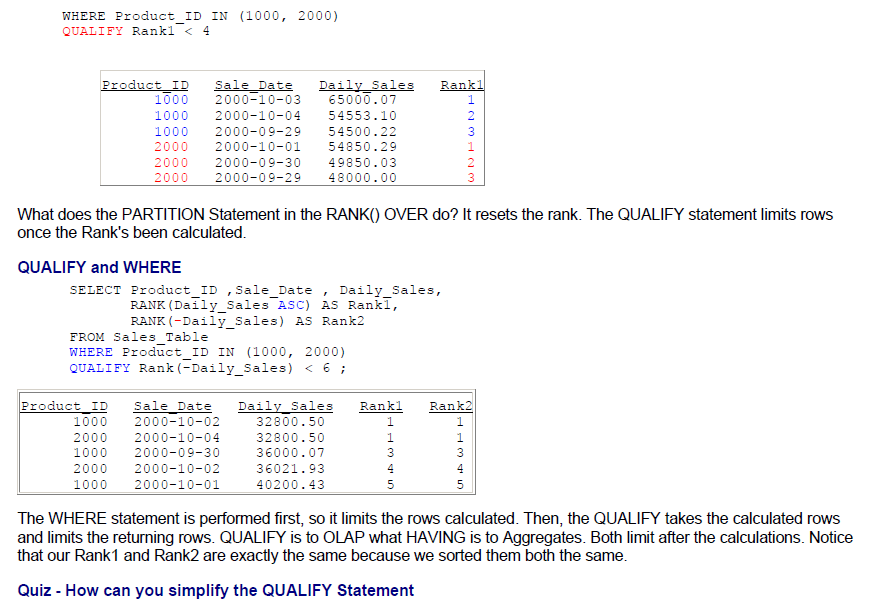 WHERE Product_ID IN (1000, 2000)
QUALIFY Rank1 < 4
Product_ID Sale_Date Daily_Sales Rank1
1000 2000-10-03 65000.07 1
1000 2000-10-04 54553.10 2
1000 2000-09-29 54500.22 3
2000 2000-10-01 54850.29 1
2000 2000-09-30 49850.03 2
2000 2000-09-29 48000.00 3
What does the PARTITION Statement in the RANK() OVER do? It resets the rank. The QUALIFY statement limits rows
once the Rank's been calculated.
QUALIFY and WHERE
SELECT Product_ID ,Sale_Date , Daily_Sales,
RANK(Daily_Sales ASC) AS Rank1,
RANK(-Daily_Sales) AS Rank2
FROM Sales_Table
WHERE Product_ID IN (1000, 2000)
QUALIFY Rank(-Daily_Sales) < 6 ;
Product_ID Sale_Date Daily_Sales Rank1 Rank2
1000 2000-10-02 32800.50 1 1
2000 2000-10-04 32800.50 1 1
1000 2000-09-30 36000.07 3 3
2000 2000-10-02 36021.93 4 4
1000 2000-10-01 40200.43 5 5
The WHERE statement is performed first, so it limits the rows calculated. Then, the QUALIFY takes the calculated rows
and limits the returning rows. QUALIFY is to OLAP what HAVING is to Aggregates. Both limit after the calculations. Notice
that our Rank1 and Rank2 are exactly the same because we sorted them both the same.
Quiz - How can you simplify the QUALIFY Statement